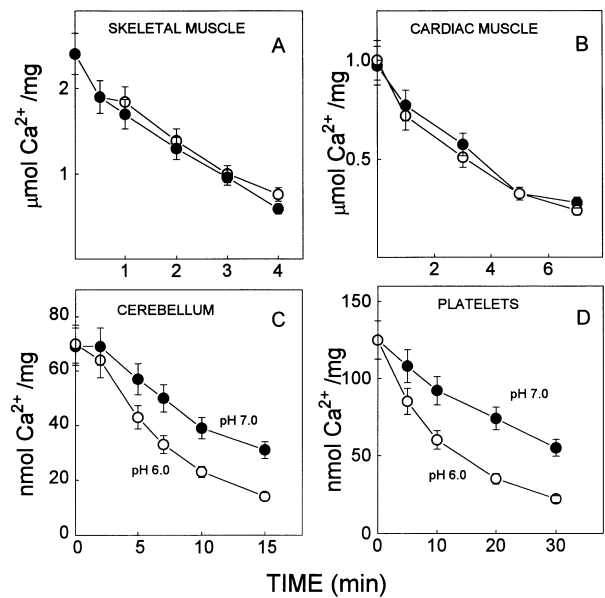 SKELETAL MUSCLE
A
μmol Ca2+ /mg
2
1
1 2 3 4
CARDIAC MUSCLE
B
μmol Ca2+ /mg
1.0
0.5
2 4 6
CEREBELLUM
C
nmol Ca2+ /mg
80
60
40
20
0
pH 7.0
pH 6.0
0 5 10 15
PLATELETS
D
nmol Ca2+ /mg
150
100
50
0
pH 7.0
pH 6.0
0 10 20 30
TIME (min)